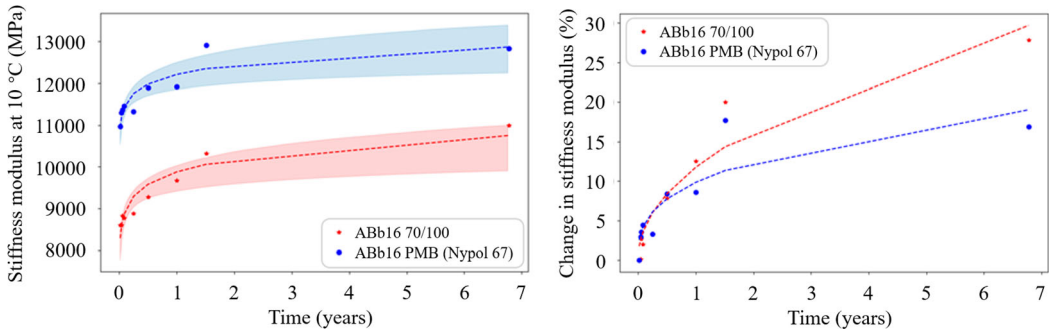 Stiffness modulus at 10 °C (MPa)
13000
12000
11000
10000
9000
8000
ABb16 70/100
ABb16 PMB (Nypol 67)
0 1 2 3 4 5 6 7
Time (years)
Change in stiffness modulus (%)
30
25
20
15
10
5
0
ABb16 70/100
ABb16 PMB (Nypol 67)
0 1 2 3 4 5 6 7
Time (years)